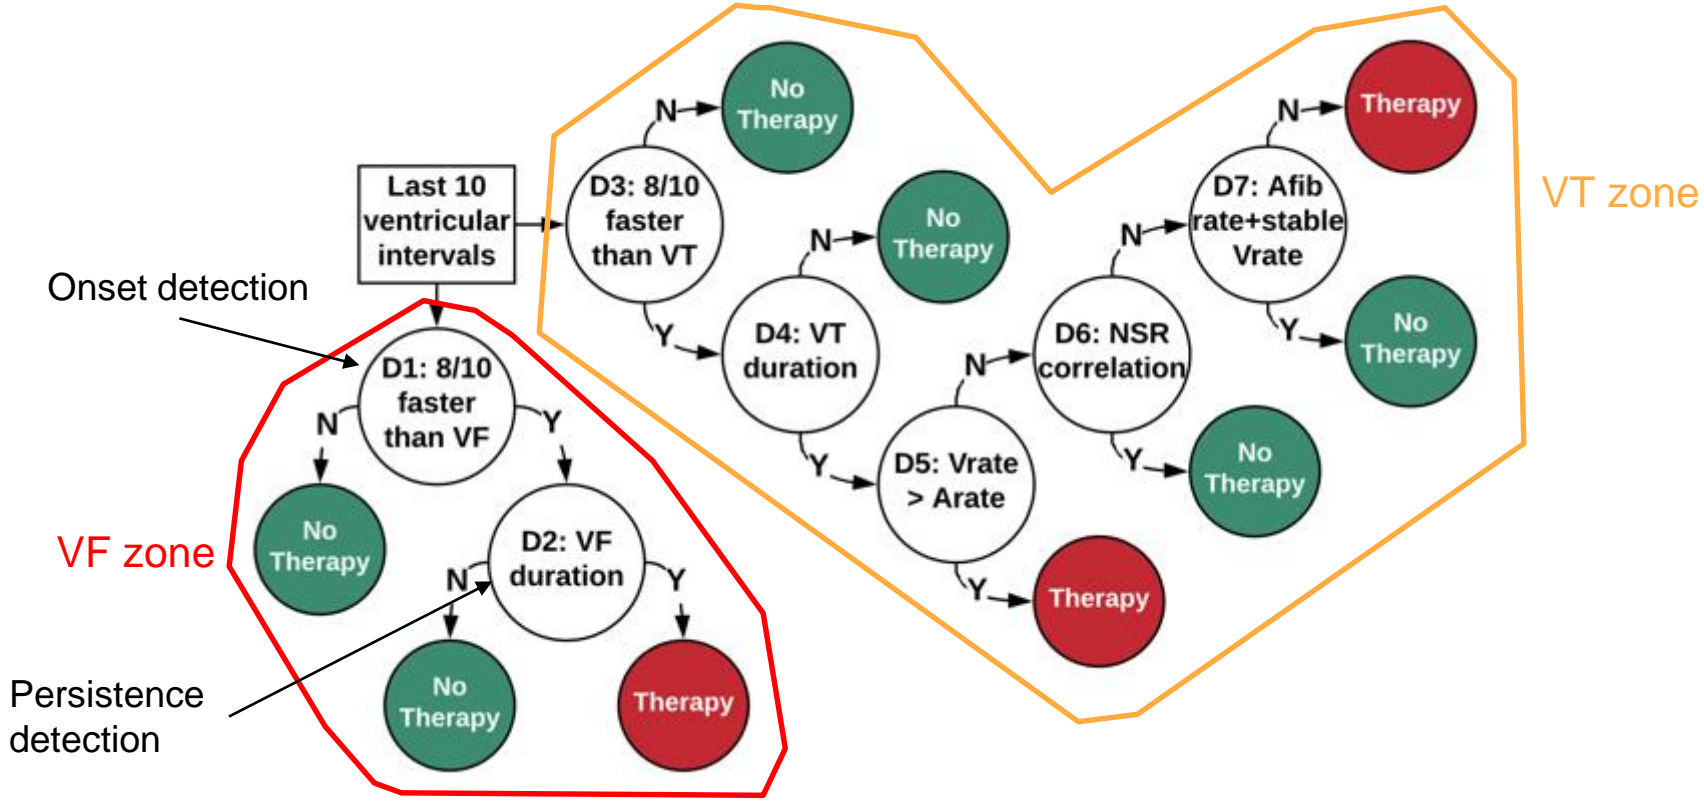 No
Therapy
N
Therapy
N
D3: 8/10
faster
than VT
Last 10
ventricular
intervals
D7: Afib
rate+stable
Vrate
VT zone
No
Therapy
N
N
Onset detection
Y
D4: VT
duration
D6: NSR
correlation
Y
No
Therapy
D1: 8/10
faster
than VF
N
Y
N
Y
D5: Vrate
> Arate
Y
No
Therapy
No
Therapy
VF zone
D2: VF
duration
N
Y
Y
Therapy
Persistence
detection
No
Therapy
Therapy